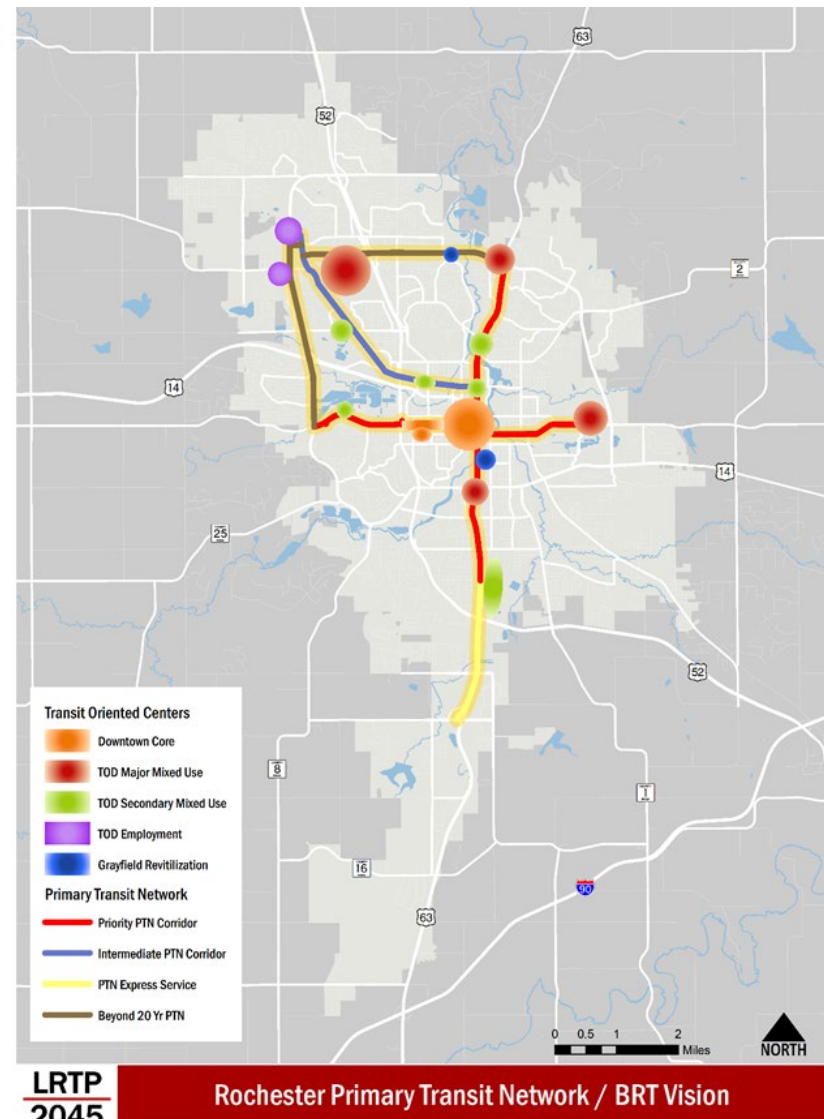 63
52
2
14
14
25
52
8
1
16
90
63
Transit Oriented Centers
Downtown Core
TOD Major Mixed Use
TOD Secondary Mixed Use
TOD Employment
Grayfield Revitilization
Primary Transit Network
Priority PTN Corridor
Intermediate PTN Corridor
PTN Express Service
Beyond 20 Yr PTN
0 0.5 1 2
Miles
NORTH
LRTP
2045
Rochester Primary Transit Network / BRT Vision